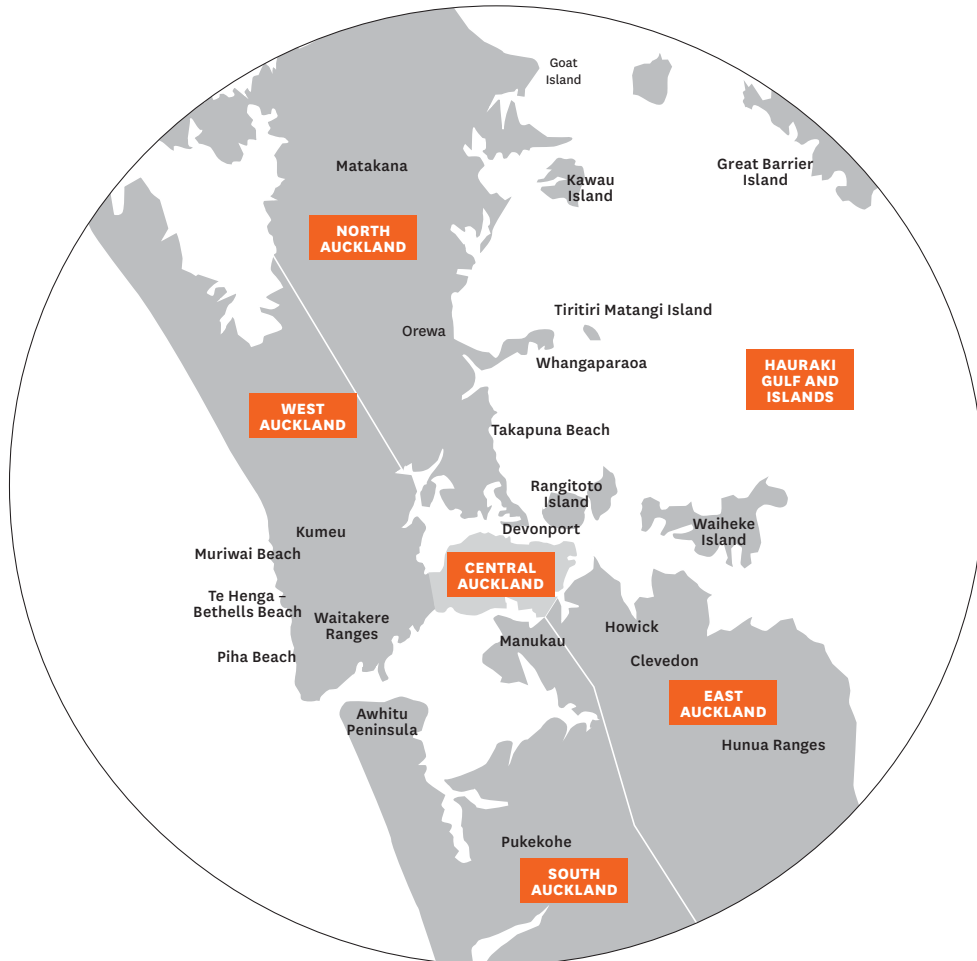 Goat
Island
Matakana
Great Barrier
Island
Kawau
Island
NORTH
AUCKLAND
Tiritiri Matangi Island
Orewa
Whangaparaoa
HAURAKI
GULF AND
ISLANDS
WEST
AUCKLAND
Takapuna Beach
Rangitoto
Island
Devonport
Waiheke
Island
Kumeu
Muriwai Beach
CENTRAL
AUCKLAND
Te Henga –
Bethells Beach
Waitakere
Ranges
Howick
Manukau
Piha Beach
Clevedon
EAST
AUCKLAND
Awhitu
Peninsula
Hunua Ranges
Pukekohe
SOUTH
AUCKLAND